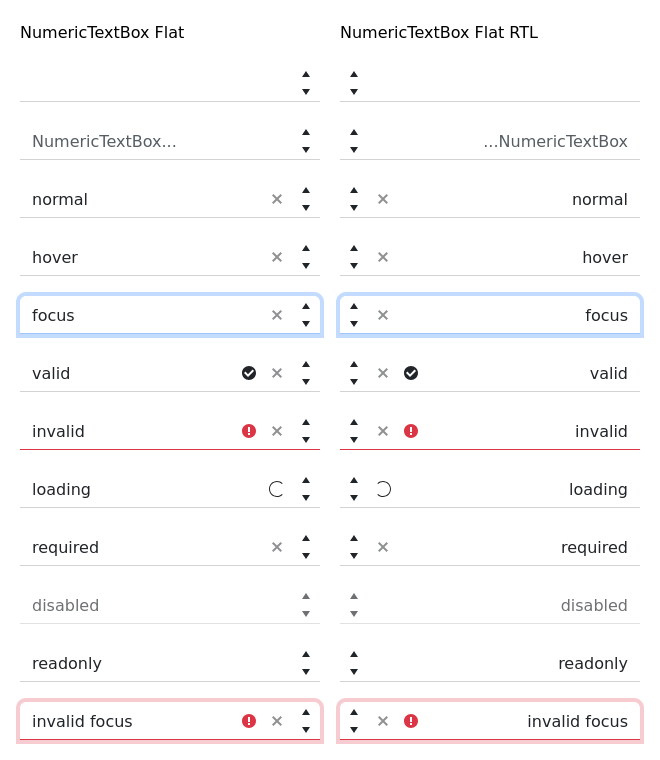 NumericTextBox Flat
NumericTextBox...
normal
hover
focus
valid
invalid
loading
required
disabled
readonly
invalid focus
NumericTextBox Flat RTL
...NumericTextBox
normal
hover
focus
valid
invalid
loading
required
disabled
readonly
invalid focus